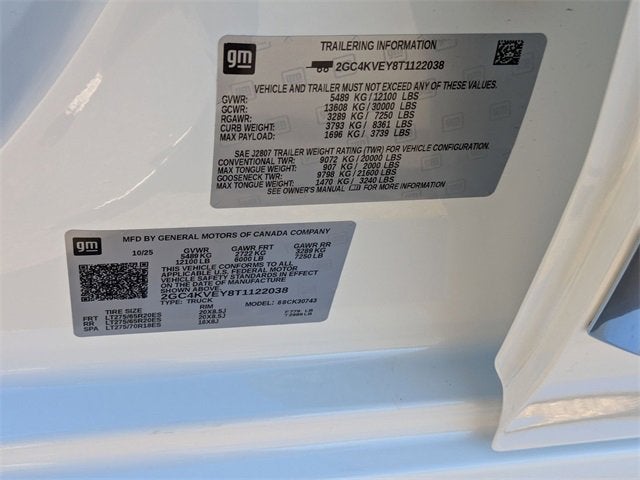 gm
TRAILERING INFORMATION
2GC4KVEY8T1122038
VEHICLE AND TRAILER MUST NOT EXCEED ANY OF THESE WEIGHTS
GVWR: 5489 KG / 12100 LBS
GCWR: 13608 KG / 30000 LBS
RGAWR: 3289 KG / 7250 LBS
CURB WEIGHT: 3793 KG / 8361 LBS
MAX PAYLOAD: 1696 KG / 3739 LBS
SAE J2807 TRAILER WEIGHT RATING (TWR) FOR VEHICLE CONFIGURATION.
CONVENTIONAL TWR: 9072 KG / 20000 LBS
MAX TONGUE WEIGHT: 907 KG / 2000 LBS
GOOSENECK TWR: 9798 KG / 21600 LBS
MAX TONGUE WEIGHT: 1470 KG / 3240 LBS
SEE OWNER'S MANUAL FOR MORE INFORMATION
gm
MFD BY GENERAL MOTORS OF CANADA COMPANY
10/25 GVWR GAWR FRT GAWR RR
5489KG 2722 KG 3289 KG
12100 LB 6000 LB 7250 LB
THIS VEHICLE CONFORMS TO ALL
APPLICABLE U.S. FEDERAL MOTOR
VEHICLE SAFETY STANDARDS IN EFFECT
ON THE DATE OF MANUFACTURE
SHOWN ABOVE.
2GC4KVEY8T1122038
TYPE: TRUCK MODEL: 68CK30743
TIRE SIZE RIM
FRT LT275/65R20ES 20X8.5J
RR LT275/65R20ES 20X8.5J
SPA LT275/70R18ES 18X8J